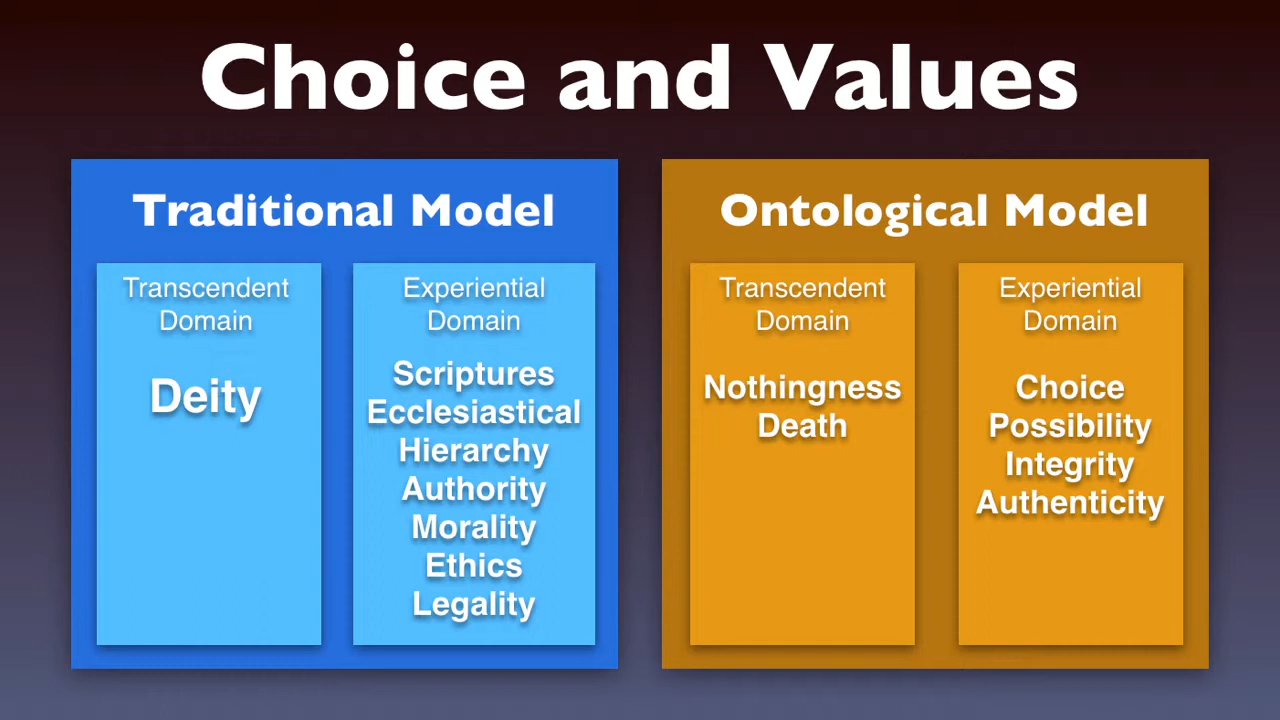 Choice and Values
Traditional Model
Transcendent
Domain
Deity
Experiential
Domain
Scriptures
Ecclesiastical
Hierarchy
Authority
Morality
Ethics
Legality
Ontological Model
Transcendent
Domain
Nothingness
Death
Experiential
Domain
Choice
Possibility
Integrity
Authenticity